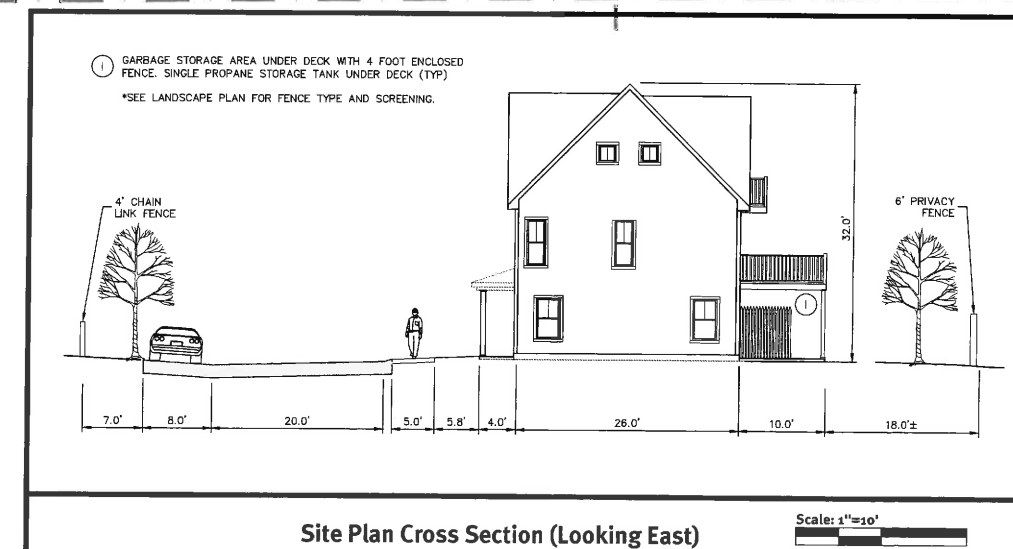 1 GARBAGE STORAGE AREA UNDER DECK WITH 4 FOOT ENCLOSED
FENCE. SINGLE PROPANE STORAGE TANK UNDER DECK (TYP)
*SEE LANDSCAPE PLAN FOR FENCE TYPE AND SCREENING.
4' CHAIN
LINK FENCE
6' PRIVACY
FENCE
32.0'
1
7.0' 8.0' 20.0' 5.0' 5.8' 4.0' 26.0' 10.0' 18.0'±
Site Plan Cross Section (Looking East)
Scale: 1"=10'